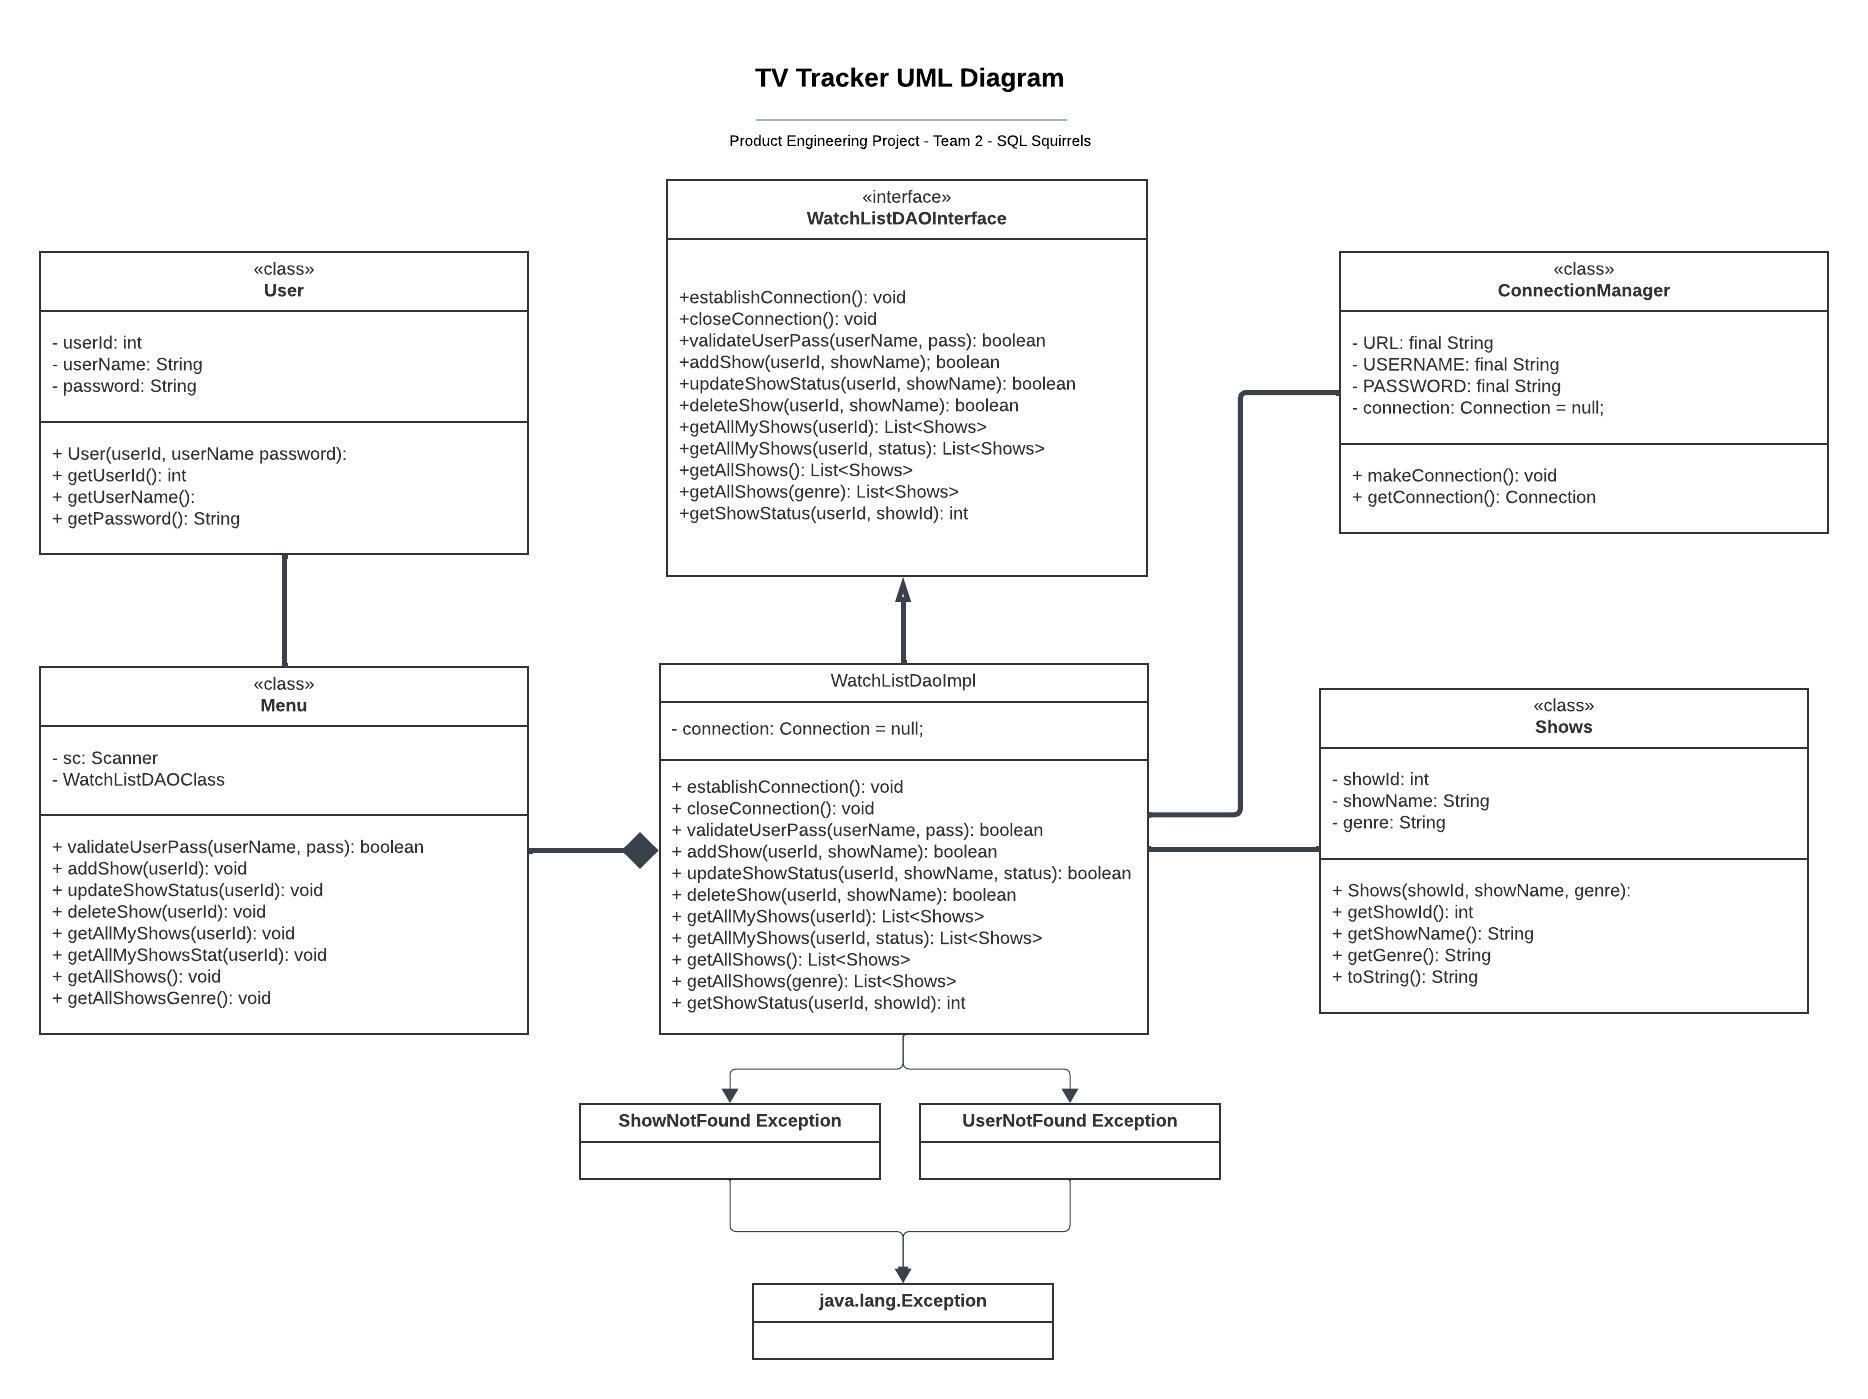 TV Tracker UML Diagram
Product Engineering Project - Team 2 - SQL Squirrels
«class»
User
- userId: int
- userName: String
- password: String
+ User(userId, userName password):
+ getUserId(): int
+ getUserName():
+ getPassword(): String
«interface»
WatchListDAOInterface
+establishConnection(): void
+closeConnection(): void
+validateUserPass(userName, pass): boolean
+addShow(userId, showName); boolean
+updateShowStatus(userId, showName): boolean
+deleteShow(userId, showName): boolean
+getAllMyShows(userId): List<Shows>
+getAllMyShows(userId, status): List<Shows>
+getAllShows(): List<Shows>
+getAllShows(genre): List<Shows>
+getShowStatus(userId, showId): int
«class»
ConnectionManager
- URL: final String
- USERNAME: final String
- PASSWORD: final String
- connection: Connection = null;
+ makeConnection(): void
+ getConnection(): Connection
«class»
Menu
- sc: Scanner
- WatchListDAOClass
+ validateUserPass(userName, pass): boolean
+ addShow(userId): void
+ updateShowStatus(userId): void
+ deleteShow(userId): void
+ getAllMyShows(userId): void
+ getAllMyShowsStat(userId): void
+ getAllShows(): void
+ getAllShowsGenre(): void
WatchListDaoImpl
- connection: Connection = null;
+ establishConnection(): void
+ closeConnection(): void
+ validateUserPass(userName, pass): boolean
+ addShow(userId, showName): boolean
+ updateShowStatus(userId, showName, status): boolean
+ deleteShow(userId, showName): boolean
+ getAllMyShows(userId): List<Shows>
+ getAllMyShows(userId, status): List<Shows>
+ getAllShows(): List<Shows>
+ getAllShows(genre): List<Shows>
+ getShowStatus(userId, showId): int
«class»
Shows
- showId: int
- showName: String
- genre: String
+ Shows(showId, showName, genre):
+ getShowId(): int
+ getShowName(): String
+ getGenre(): String
+ toString(): String
ShowNotFound Exception
UserNotFound Exception
java.lang.Exception